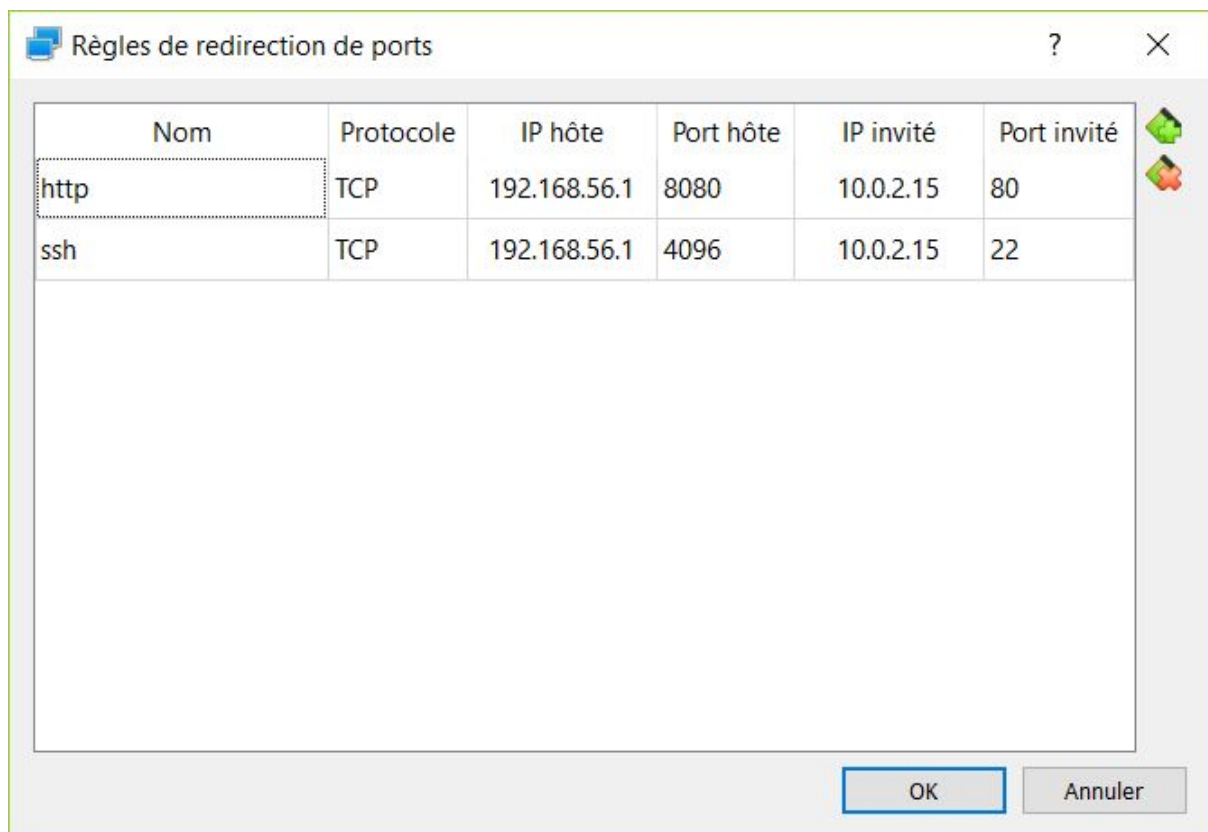 Règles de redirection de ports ?
Nom Protocole IP hôte Port hôte IP invité Port invité
http TCP 192.168.56.1 8080 10.0.2.15 80
ssh TCP 192.168.56.1 4096 10.0.2.15 22
OK Annuler